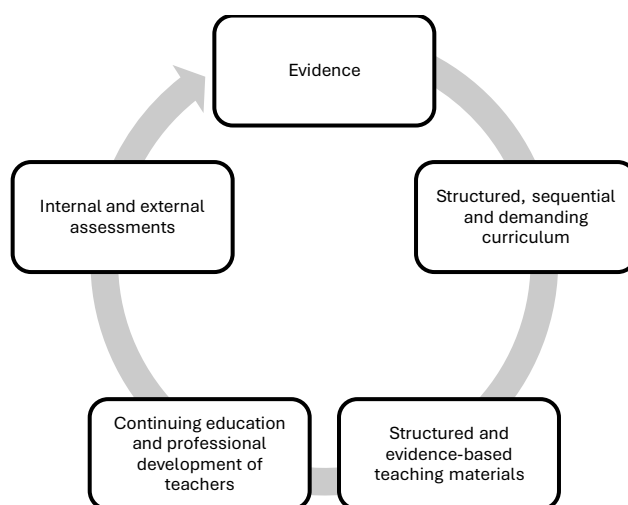 Evidence
Structured, sequential
and demanding
curriculum
Structured and
evidence-based
teaching materials
Continuing education
and professional
development of
teachers
Internal and external
assessments